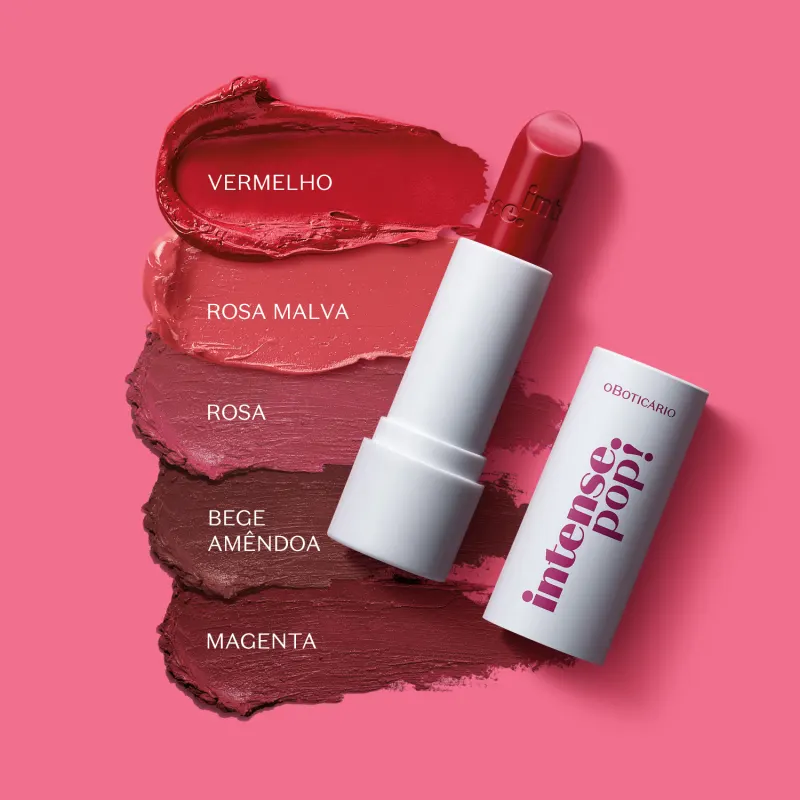 VERMELHO
ROSA MALVA
ROSA
BEGE
AMÊNDOA
MAGENTA
oBOTICÁRIO
intense.
pop!